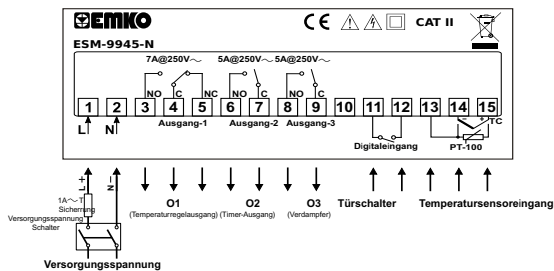 EMKO
CAT II
ESM-9945-N
7A@250V～ 5A@250V～ 5A@250V～
NO C NC NO C NO C
1 2 3 4 5 6 7 8 9 10 11 12 13 14 15
L N Ausgang-1 Ausgang-2 Ausgang-3
− + TC
Digitaleingang
PT-100
L + N −
1A～T
Sicherung
Versorgungsspannung
Schalter
O1 O2 O3 Türschalter Temperatursensoreingang
(Temperaturregelausgang) (Timer-Ausgang) (Verdampfer)
Versorgungsspannung